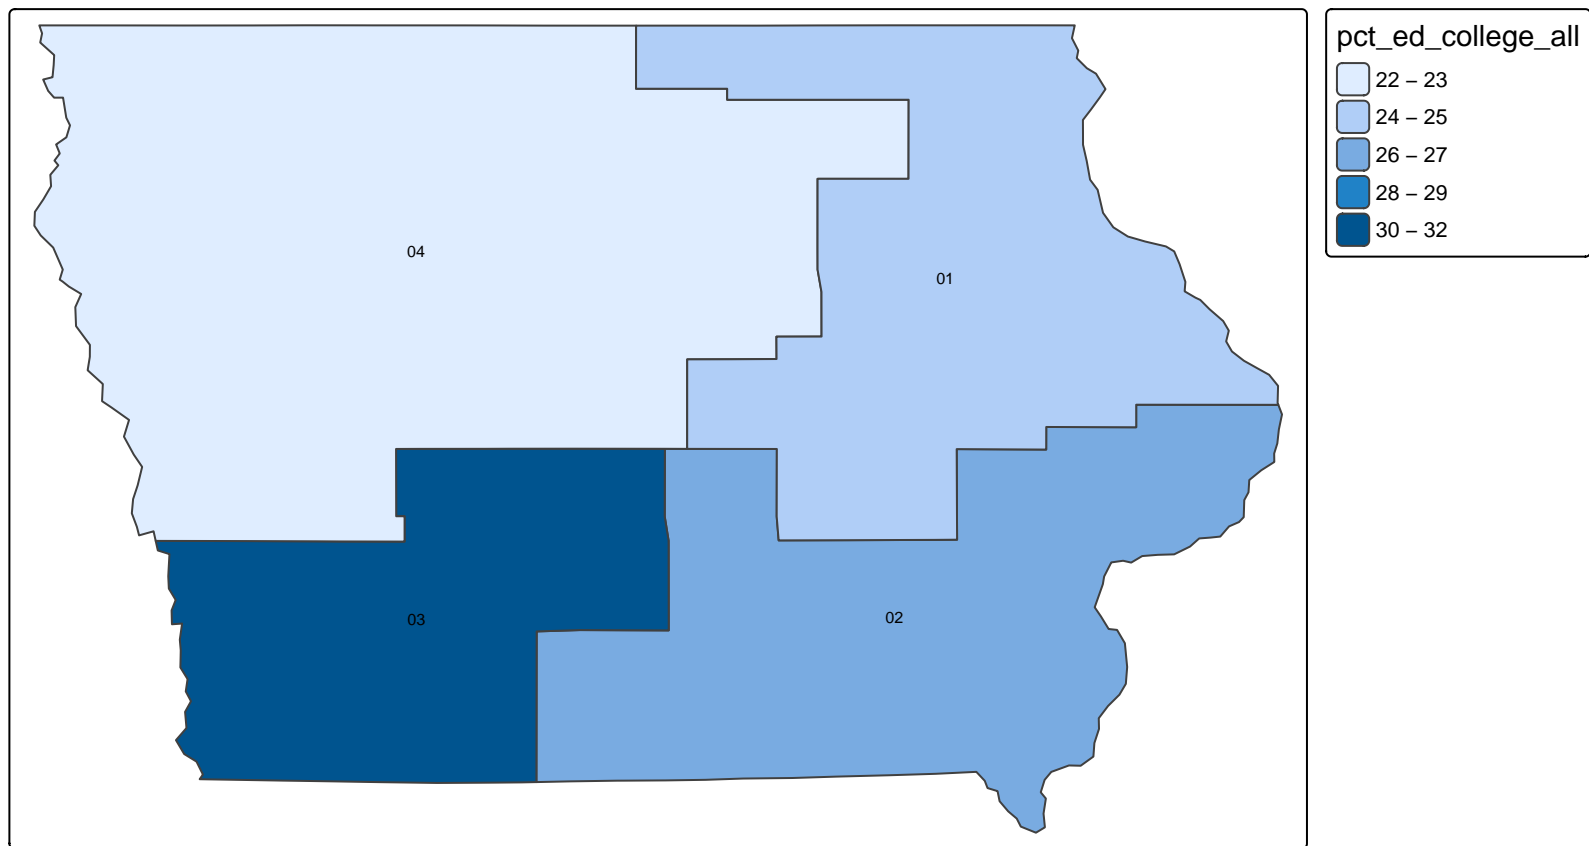 pct_ed_college_all
22 – 23
24 – 25
26 – 27
28 – 29
30 – 32
04
01
03
02